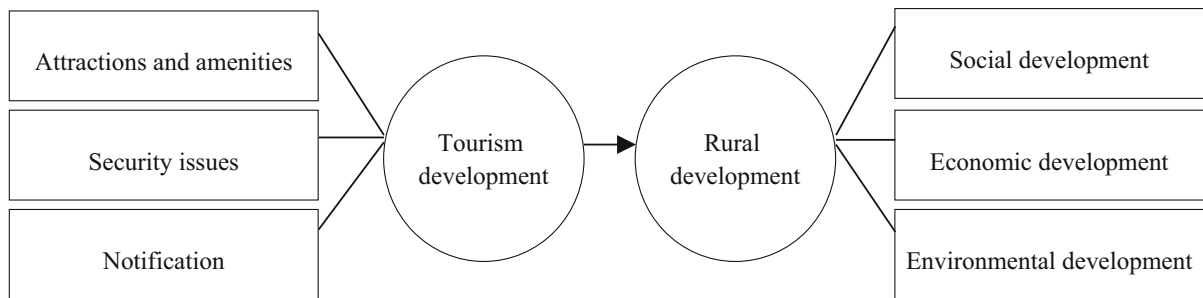 Attractions and amenities
Security issues
Notification
Tourism
development
Rural
development
Social development
Economic development
Environmental development